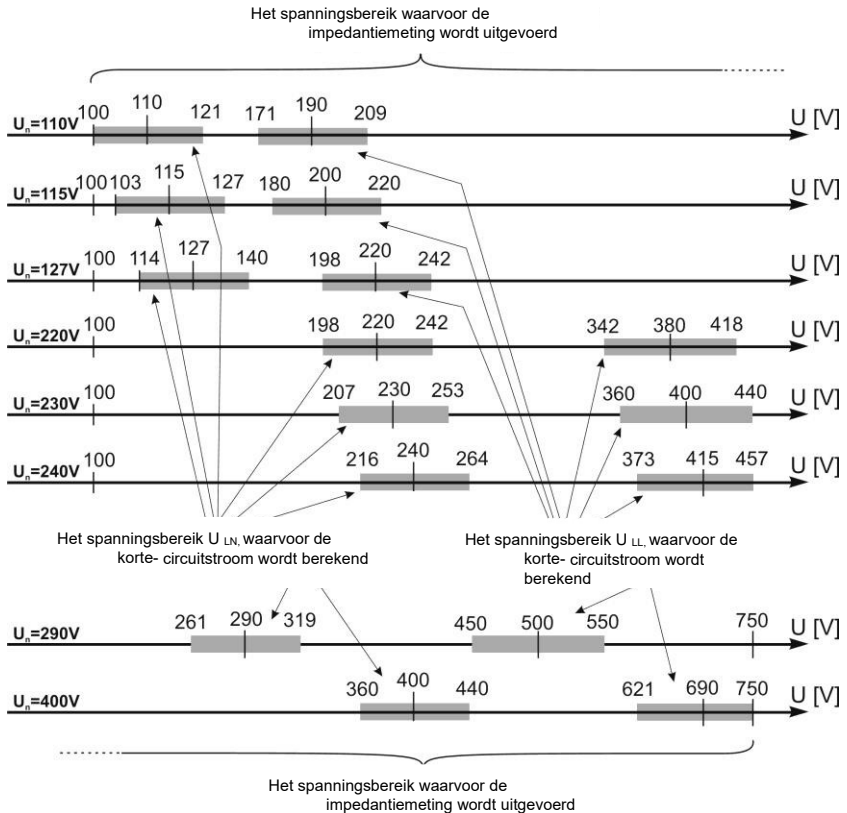 Het spanningsbereik waarvoor de
impedantiemeting wordt uitgevoerd
Uₙ=110V 100 110 121 171 190 209 U [V]
Uₙ=115V 100 103 115 127 180 200 220 U [V]
Uₙ=127V 100 114 127 140 198 220 242 U [V]
Uₙ=220V 100 198 220 242 342 380 418 U [V]
Uₙ=230V 100 207 230 253 360 400 440 U [V]
Uₙ=240V 100 216 240 264 373 415 457 U [V]
Het spanningsbereik U LN, waarvoor de
korte- circuitstroom wordt berekend
Het spanningsbereik U LL, waarvoor de
korte- circuitstroom wordt
berekend
Uₙ=290V 261 290 319 450 500 550 750 U [V]
Uₙ=400V 360 400 440 621 690 750 U [V]
Het spanningsbereik waarvoor de
impedantiemeting wordt uitgevoerd